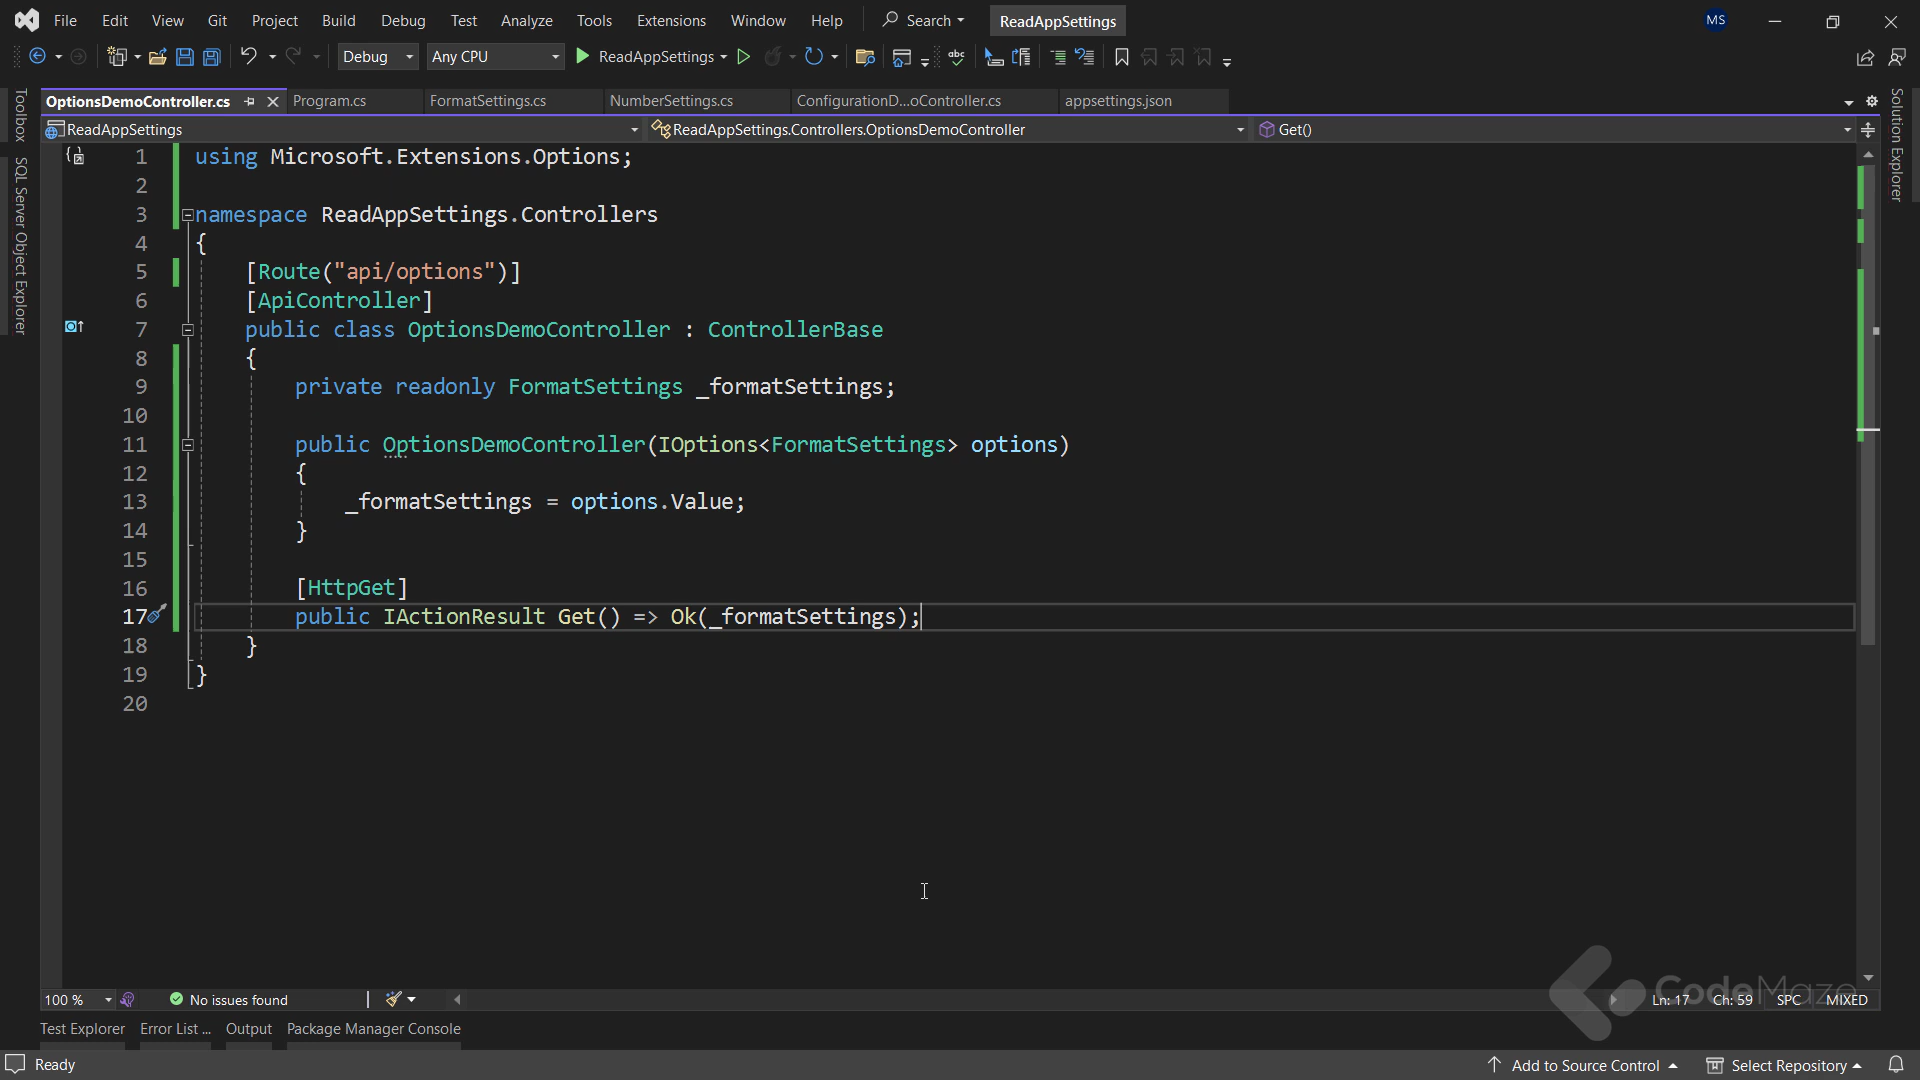 File Edit View Git Project Build Debug Test Analyze Tools Extensions Window Help Search ReadAppSettings MS
Debug Any CPU ReadAppSettings abc
OptionsDemoController.cs Program.cs FormatSettings.cs NumberSettings.cs ConfigurationD...oController.cs appsettings.json
ReadAppSettings ReadAppSettings.Controllers.OptionsDemoController Get()
Toolbox
SQL Server Object Explorer
Solution Explorer
1 using Microsoft.Extensions.Options;
2
3 namespace ReadAppSettings.Controllers
4 {
5 [Route("api/options")]
6 [ApiController]
7 public class OptionsDemoController : ControllerBase
8 {
9 private readonly FormatSettings _formatSettings;
10
11 public OptionsDemoController(IOptions<FormatSettings> options)
12 {
13 _formatSettings = options.Value;
14 }
15
16 [HttpGet]
17 public IActionResult Get() => Ok(_formatSettings);
18 }
19 }
20
100 % No issues found Ln: 17 Ch: 59 SPC MIXED
CodeMaze
Test Explorer Error List ... Output Package Manager Console
Ready Add to Source Control Select Repository